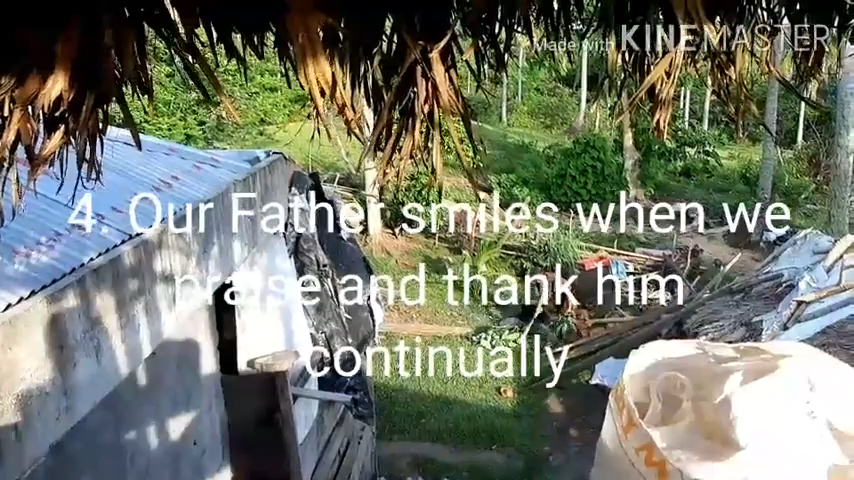 Made with KINEMASTER
4. Our Father smiles when we
praise and thank him
continually